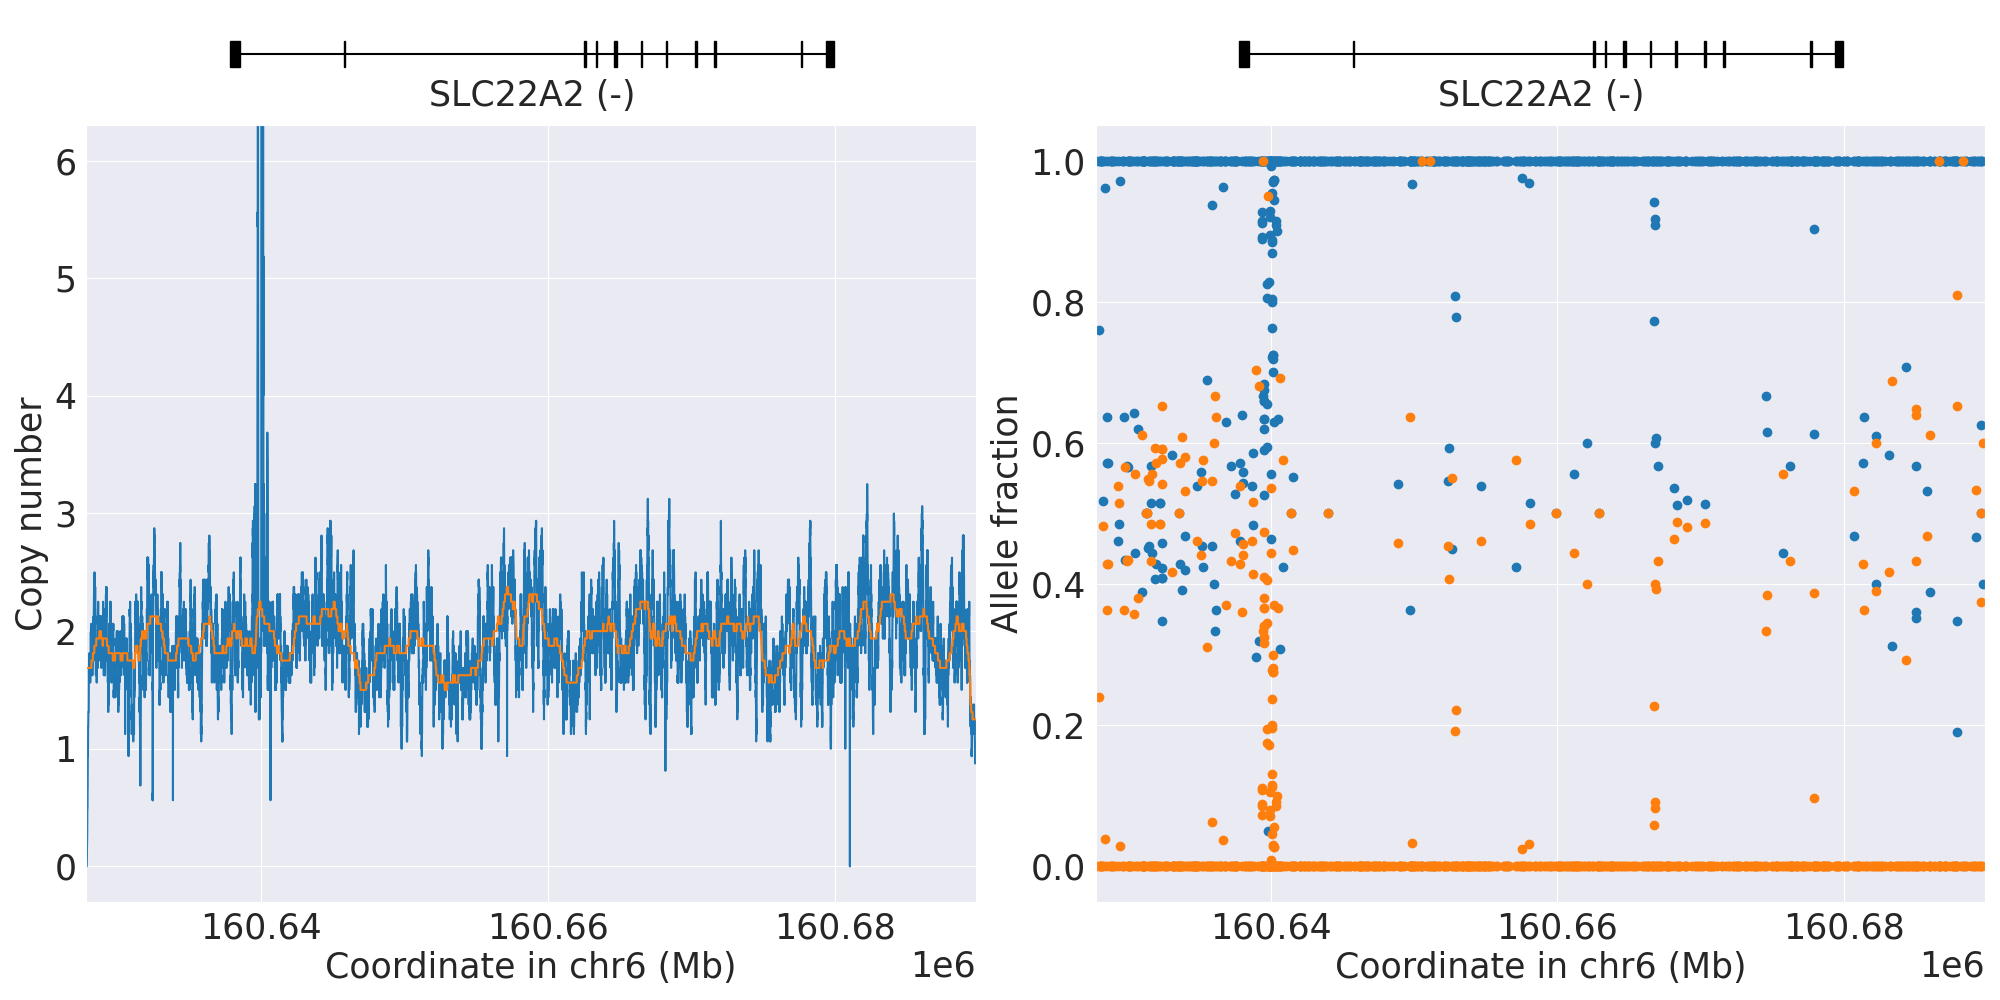 SLC22A2 (-)
Copy number
6
5
4
3
2
1
0
160.64
160.66
160.68
Coordinate in chr6 (Mb)
1e6
SLC22A2 (-)
Allele fraction
1.0
0.8
0.6
0.4
0.2
0.0
160.64
160.66
160.68
Coordinate in chr6 (Mb)
1e6